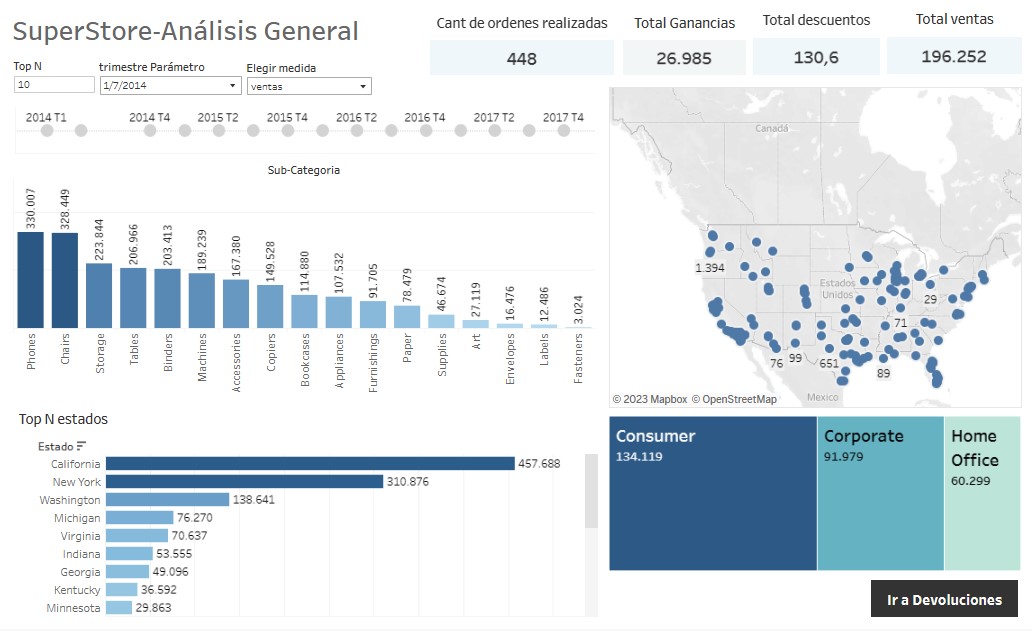 SuperStore-Análisis General
Cant de ordenes realizadas
448
Total Ganancias
26.985
Total descuentos
130,6
Total ventas
196.252
Top N
10
trimestre Parámetro
1/7/2014
Elegir medida
ventas
2014 T1
2014 T4
2015 T2
2015 T4
2016 T2
2016 T4
2017 T2
2017 T4
Sub-Categoria
330.007
328.449
223.844
206.966
203.413
189.239
167.380
149.528
114.880
107.532
91.705
78.479
46.674
27.119
16.476
12.486
3.024
Phones
Chairs
Storage
Tables
Binders
Machines
Accessories
Copiers
Bookcases
Appliances
Furnishings
Paper
Supplies
Art
Envelopes
Labels
Fasteners
Canadá
1.394
Estados
Unidos
29
71
76
99
651
89
Mexico
© 2023 Mapbox © OpenStreetMap
Top N estados
Estado
California 457.688
New York 310.876
Washington 138.641
Michigan 76.270
Virginia 70.637
Indiana 53.555
Georgia 49.096
Kentucky 36.592
Minnesota 29.863
Consumer
134.119
Corporate
91.979
Home
Office
60.299
Ir a Devoluciones